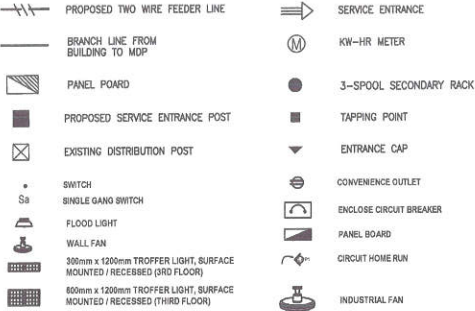 PROPOSED TWO WIRE FEEDER LINE
BRANCH LINE FROM
BUILDING TO MDP
PANEL POARD
PROPOSED SERVICE ENTRANCE POST
EXISTING DISTRIBUTION POST
SWITCH
Sa
SINGLE GANG SWITCH
FLOOD LIGHT
WALL FAN
300mm x 1200mm TROFFER LIGHT, SURFACE
MOUNTED / RECESSED (3RD FLOOR)
600mm x 1200mm TROFFER LIGHT, SURFACE
MOUNTED / RECESSED (THIRD FLOOR)
SERVICE ENTRANCE
M
KW-HR METER
3-SPOOL SECONDARY RACK
TAPPING POINT
ENTRANCE CAP
CONVENIENCE OUTLET
ENCLOSE CIRCUIT BREAKER
PANEL BOARD
CIRCUIT HOME RUN
INDUSTRIAL FAN